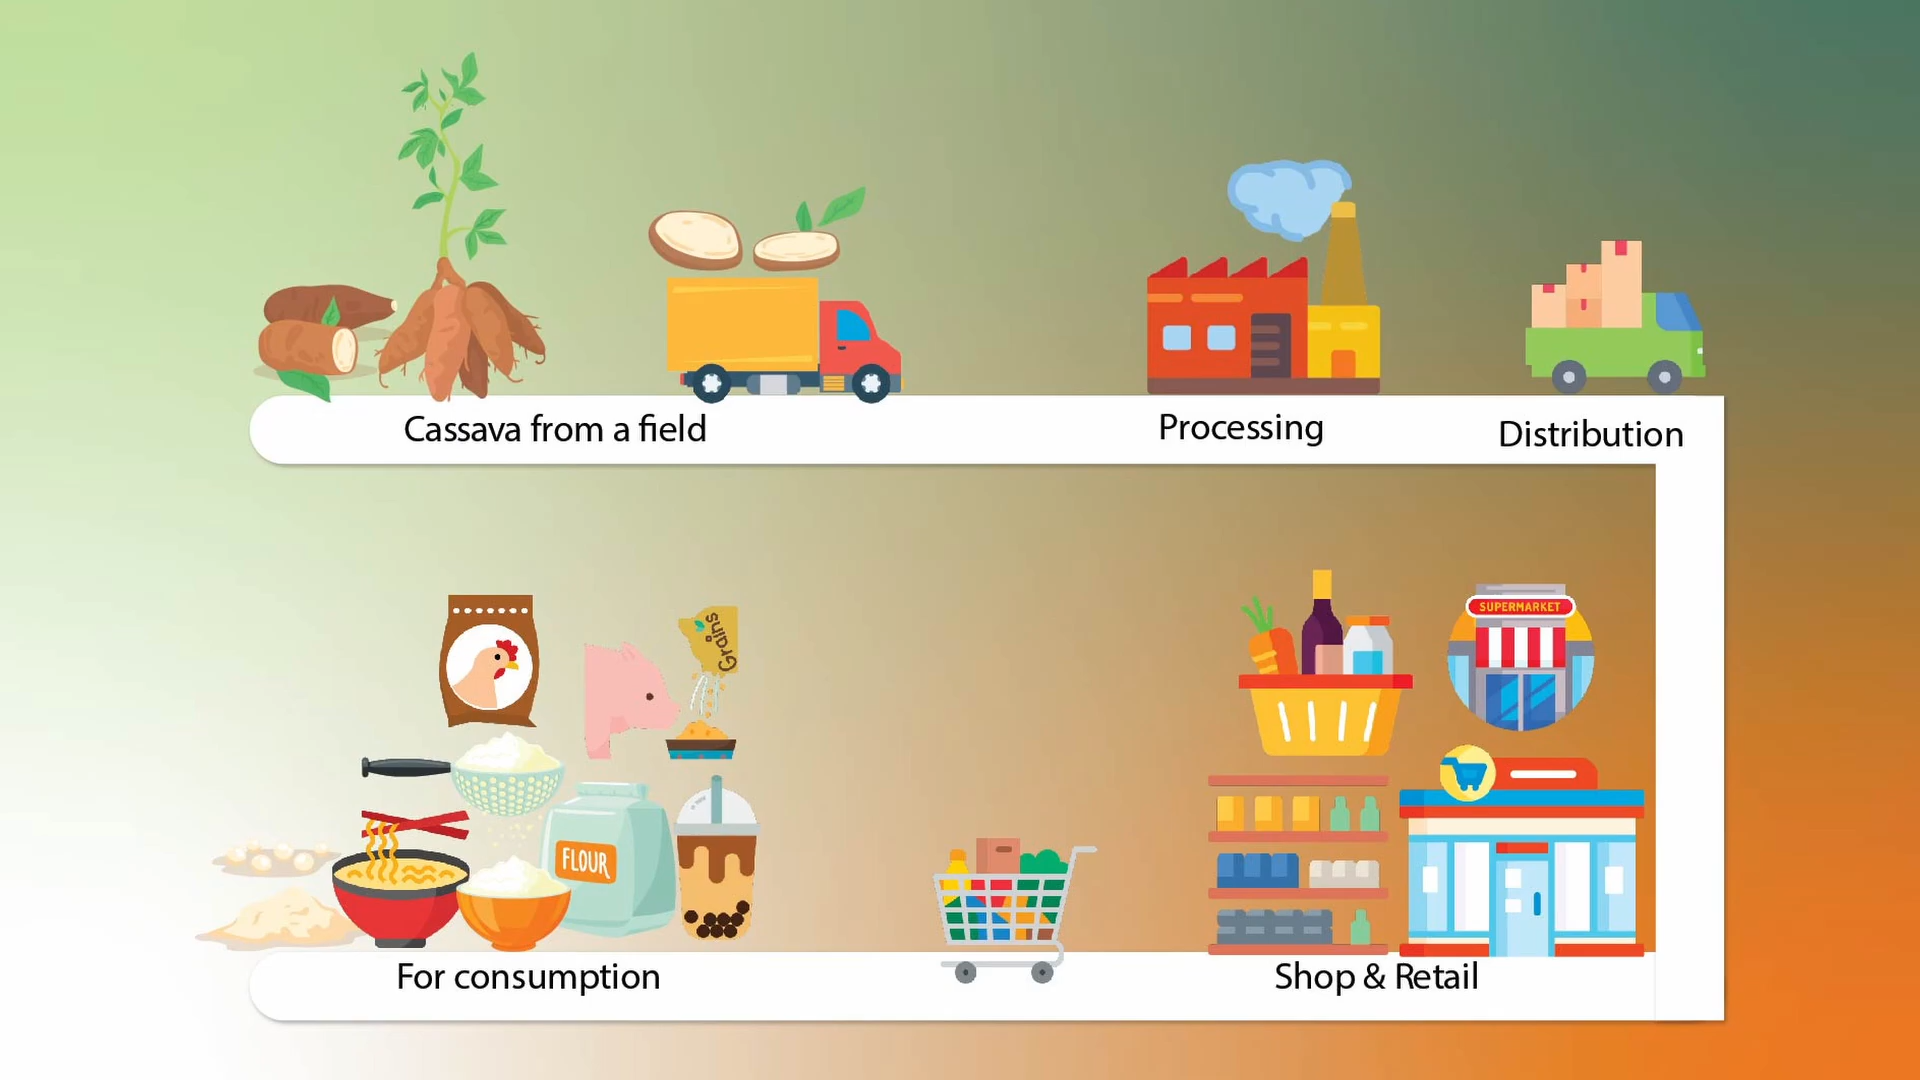 Cassava from a field
Processing
Distribution
Grains
SUPERMARKET
FLOUR
For consumption
Shop & Retail